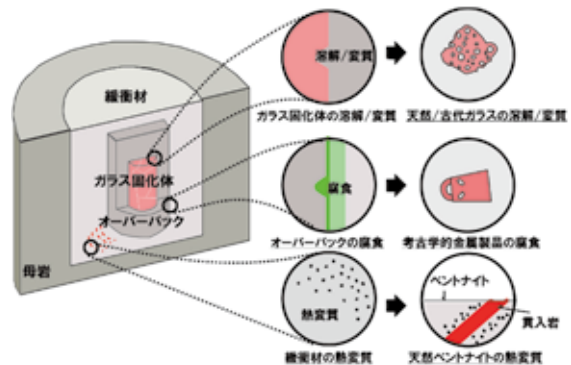 緩衝材
ガラス固化体
オーバーパック
母岩
溶解/変質
ガラス固化体の溶解/変質
天然/古代ガラスの溶解/変質
腐食
オーバーパックの腐食
考古学的金属製品の腐食
熱変質
緩衝材の熱変質
ベントナイト
貫入岩
天然ベントナイトの熱変質